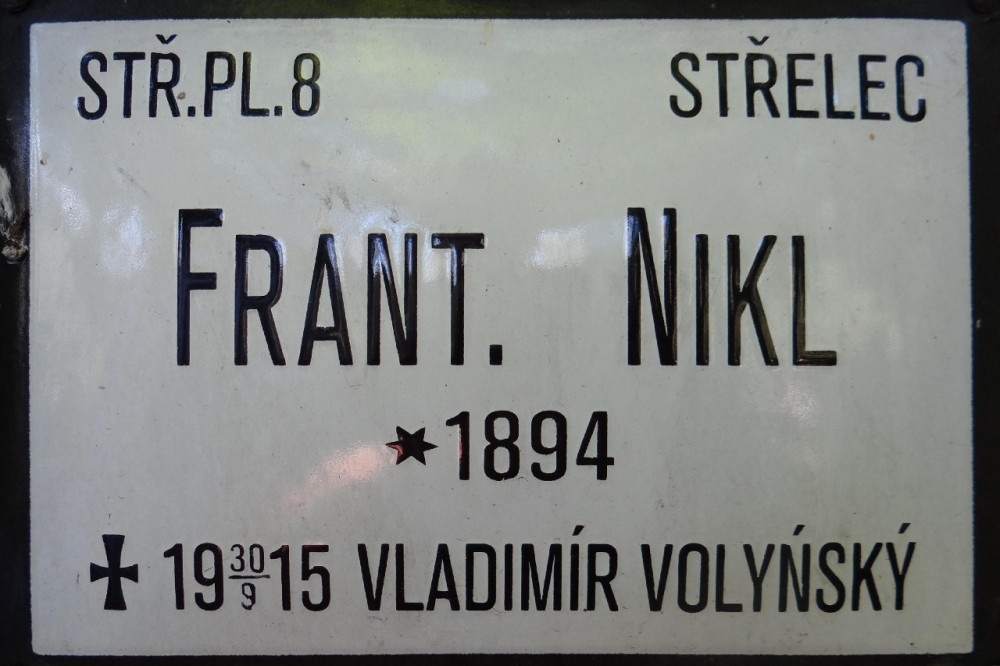 STŘ.PL.8 STŘELEC
FRANT. NIKL
*1894
✠ 19 30/9 15 VLADIMÍR VOLYŃSKÝ